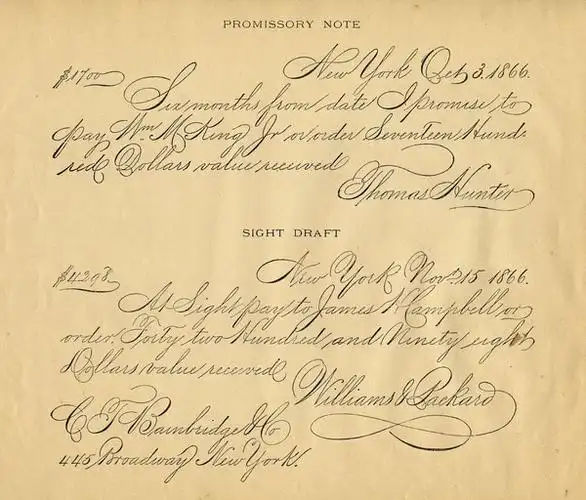 PROMISSORY NOTE
New York Oct 3. 1866.
$1700
Six months from date I promise to
pay Wm. M King Jr or order Seventeen Hund-
red Dollars value received
Thomas Hunter
SIGHT DRAFT
New York Nov. 15 1866.
$4298
At Sight pay to James Campbell or
order. Forty two Hundred and Ninety eight
Dollars value received
Williams & Packard
C T Bainbridge & Co
445 Broadway New York.